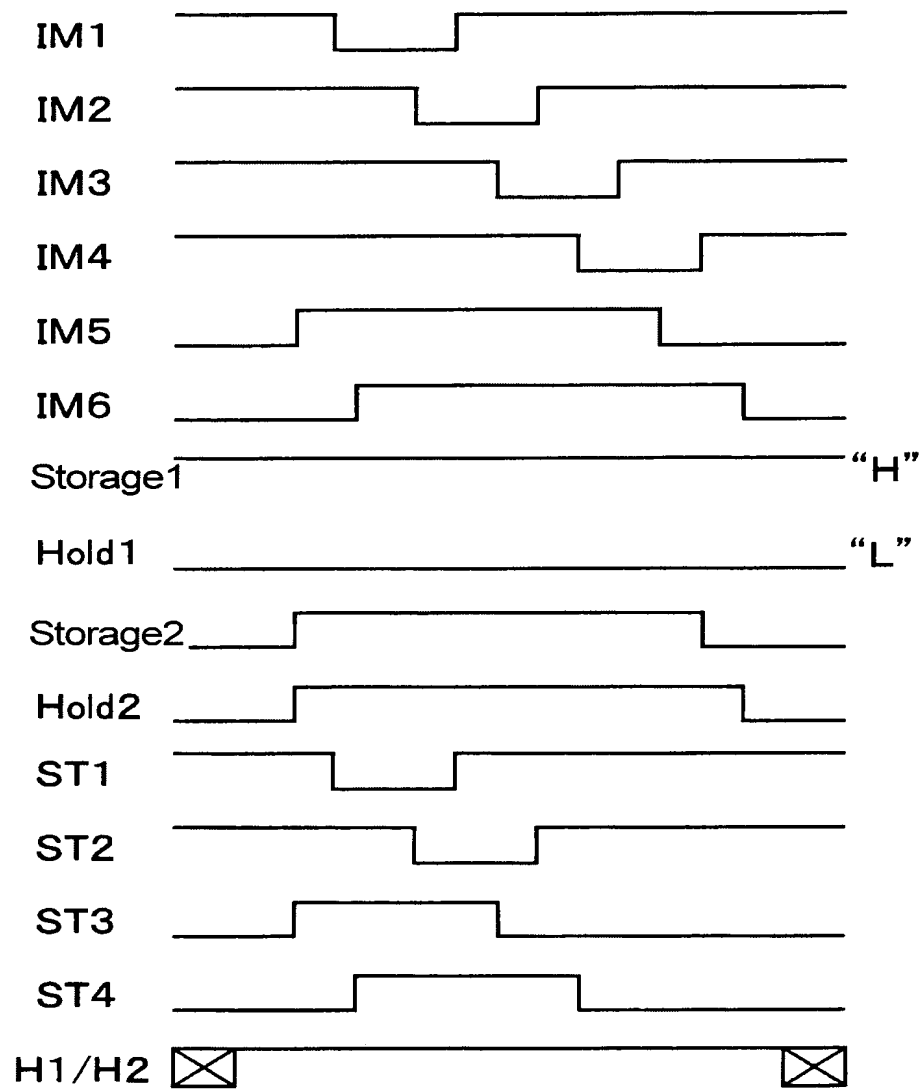 IM1
IM2
IM3
IM4
IM5
IM6
Storage1 “H”
Hold1 “L”
Storage2
Hold2
ST1
ST2
ST3
ST4
H1/H2